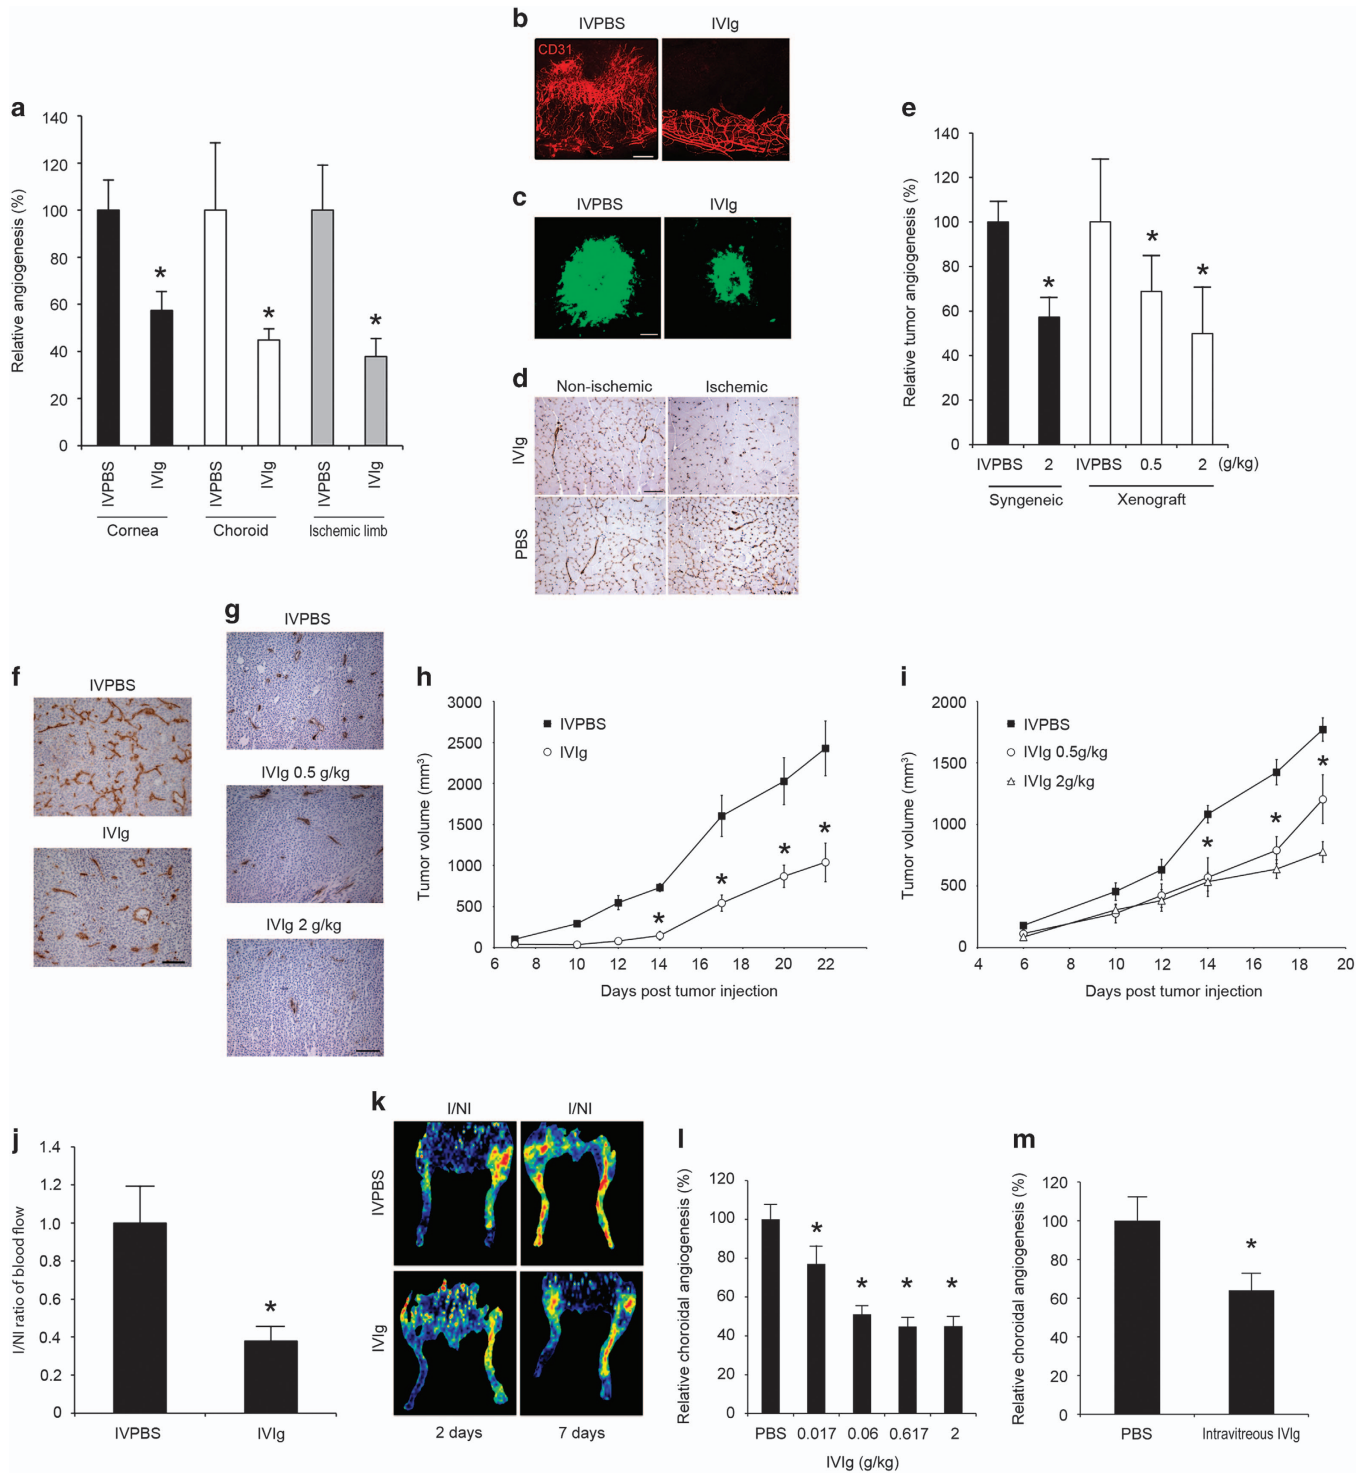 a
Relative angiogenesis (%)
140
120
100
80
60
40
20
0
*
*
*
IVPBS
IVIg
IVPBS
IVIg
IVPBS
IVIg
Cornea
Choroid
Ischemic limb
b
IVPBS
IVIg
CD31
c
IVPBS
IVIg
d
Non-ischemic
Ischemic
IVIg
PBS
e
Relative tumor angiogenesis (%)
140
120
100
80
60
40
20
0
*
*
*
IVPBS 2 IVPBS 0.5 2 (g/kg)
Syngeneic
Xenograft
f
IVPBS
IVIg
g
IVPBS
IVIg 0.5 g/kg
IVIg 2 g/kg
h
Tumor volume (mm³)
3000
2500
2000
1500
1000
500
0
IVPBS
IVIg
*
*
*
*
6 8 10 12 14 16 18 20 22
Days post tumor injection
i
Tumor volume (mm³)
2000
1500
1000
500
0
IVPBS
IVIg 0.5g/kg
IVIg 2g/kg
*
*
*
4 6 8 10 12 14 16 18 20
Days post tumor injection
j
I/NI ratio of blood flow
1.4
1.2
1.0
0.8
0.6
0.4
0.2
0
*
IVPBS
IVIg
k
I/NI
I/NI
IVPBS
IVIg
2 days
7 days
l
Relative choroidal angiogenesis (%)
120
100
80
60
40
20
0
*
*
*
*
PBS 0.017 0.06 0.617 2
IVIg (g/kg)
m
Relative choroidal angiogenesis (%)
120
100
80
60
40
20
0
*
PBS
Intravitreous IVIg